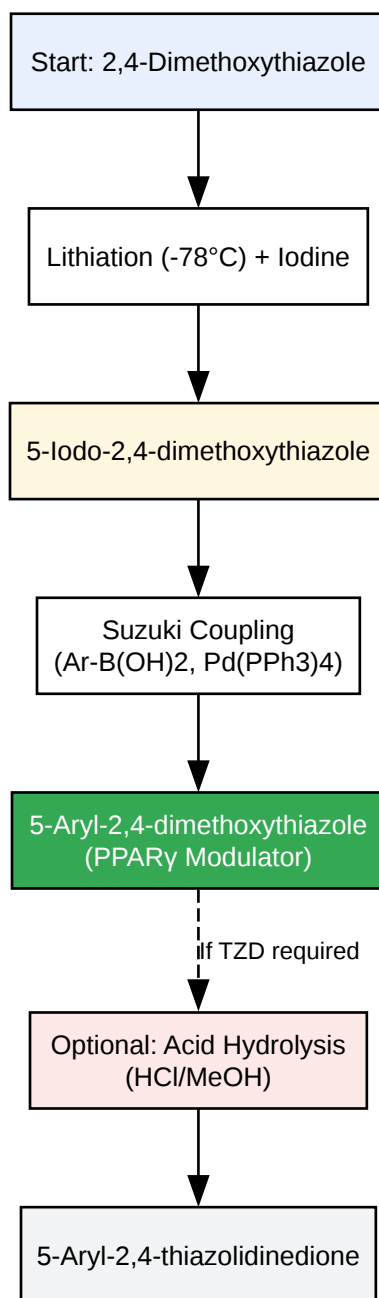 Start: 2,4-Dimethoxythiazole
Lithiation (-78°C) + Iodine
5-Iodo-2,4-dimethoxythiazole
Suzuki Coupling
(Ar-B(OH)2, Pd(PPh3)4)
5-Aryl-2,4-dimethoxythiazole
(PPARγ Modulator)
If TZD required
Optional: Acid Hydrolysis
(HCl/MeOH)
5-Aryl-2,4-thiazolidinedione